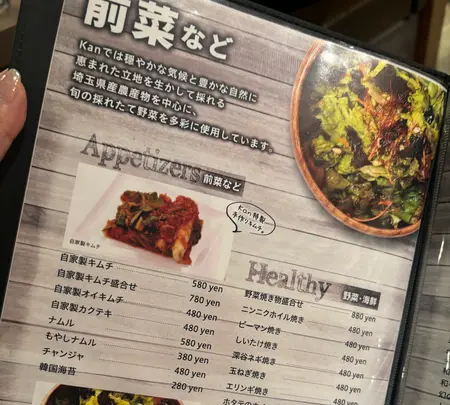 前菜など
Kanでは穏やかな気候と豊かな自然に
恵まれた立地を生かして採れる
埼玉県産農産物を中心に、
旬の採れたて野菜を多彩に使用しています。
Appetizers 前菜など
Kan特製
手作りキムチ。
自家製キムチ
自家製キムチ 580 yen
自家製キムチ盛合せ 780 yen
自家製オイキムチ 480 yen
自家製カクテキ 480 yen
ナムル 580 yen
もやしナムル 380 yen
チャンジャ 480 yen
韓国海苔 280 yen
Healthy 野菜・海鮮
野菜焼き物盛合せ 880 yen
ニンニクホイル焼き 480 yen
ピーマン焼き 480 yen
しいたけ焼き 480 yen
深谷ネギ焼き 480 yen
玉ねぎ焼き 480 yen
エリンギ焼き 480 yen
ホタテの